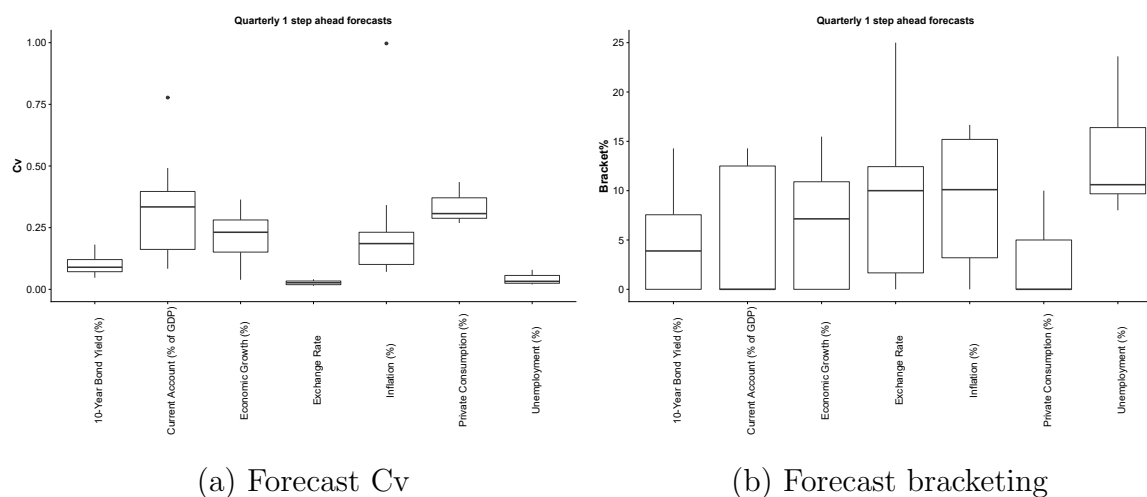 Quarterly 1 step ahead forecasts
1.00
0.75
0.50
0.25
0.00
Cv
10-Year Bond Yield (%)
Current Account (% of GDP)
Economic Growth (%)
Exchange Rate
Inflation (%)
Private Consumption (%)
Unemployment (%)
(a) Forecast Cv
Quarterly 1 step ahead forecasts
25
20
15
10
5
0
Bracket%
10-Year Bond Yield (%)
Current Account (% of GDP)
Economic Growth (%)
Exchange Rate
Inflation (%)
Private Consumption (%)
Unemployment (%)
(b) Forecast bracketing